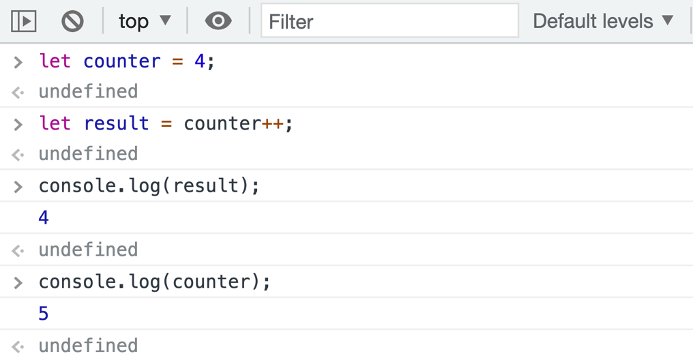 top ▼ Filter Default levels ▼
> let counter = 4;
<· undefined
> let result = counter++;
<· undefined
> console.log(result);
4
<· undefined
> console.log(counter);
5
<· undefined